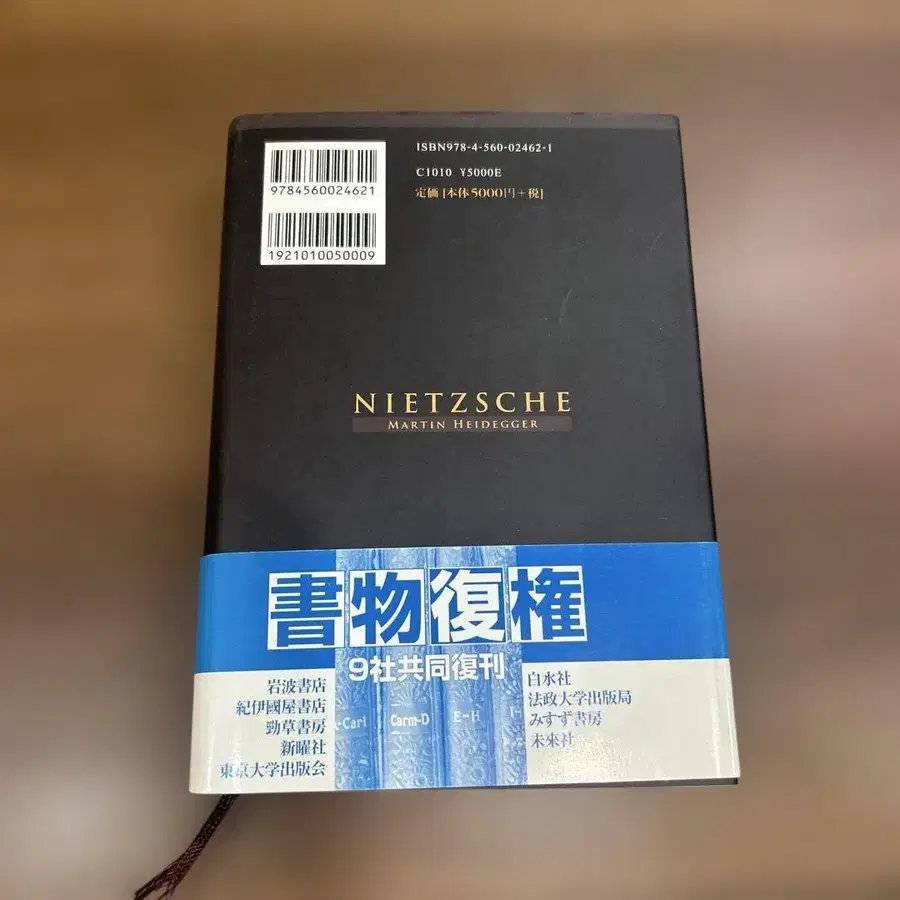 ISBN978-4-560-02462-1
C1010 ¥5000E
定価 [本体5000円+税]
9784560024621
1921010050009
NIETZSCHE
MARTIN HEIDEGGER
書物復権
9社共同復刊
岩波書店
紀伊國屋書店
勁草書房
新曜社
東京大学出版会
白水社
法政大学出版局
みすず書房
未來社
-Carl
Carm-D
E-H
I-